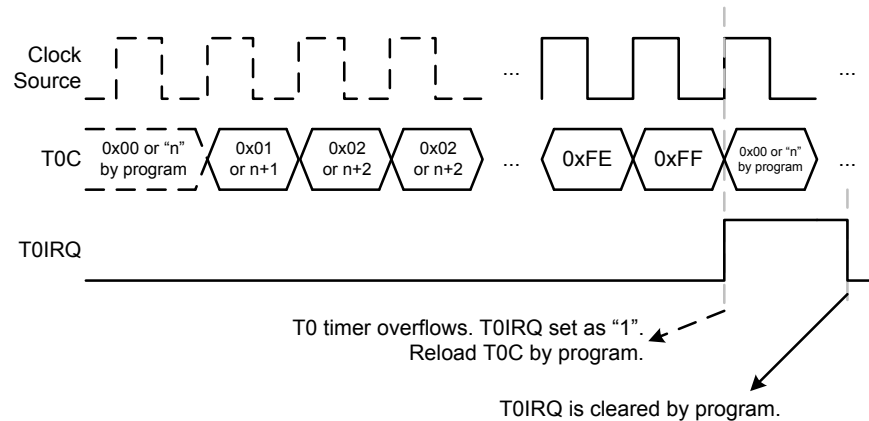 Clock
Source
...
...
T0C
0x00 or “n”
by program
0x01
or n+1
0x02
or n+2
0x02
or n+2
...
0xFE
0xFF
0x00 or “n”
by program
...
T0IRQ
T0 timer overflows. T0IRQ set as “1”.
Reload T0C by program.
T0IRQ is cleared by program.